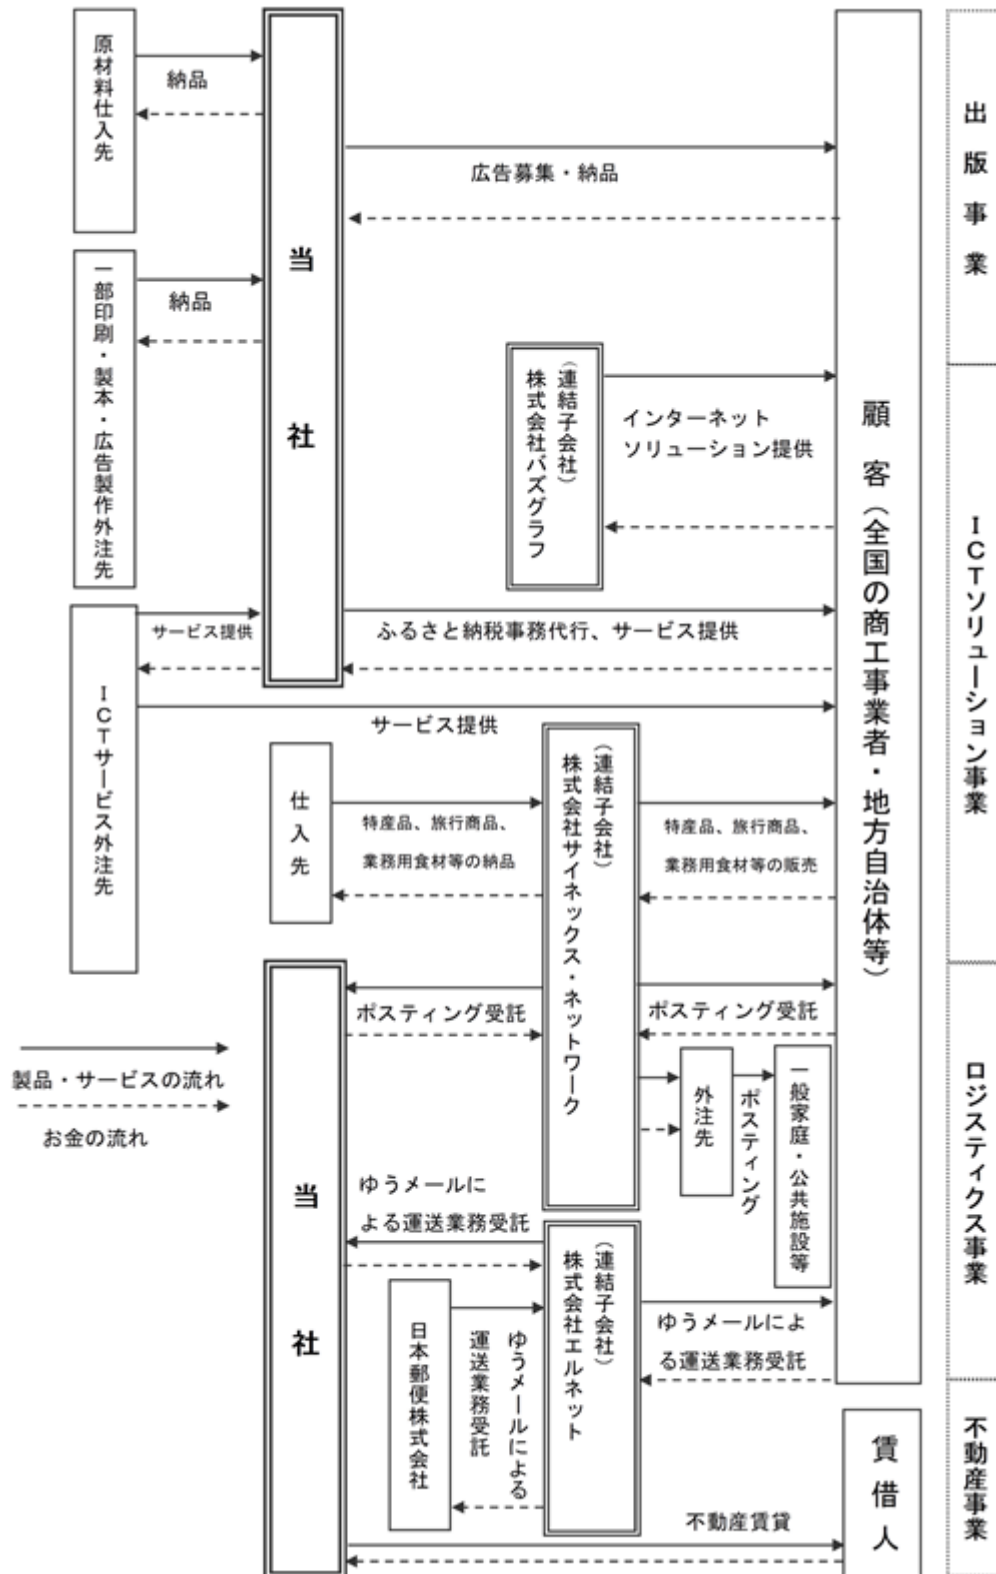 原材料仕入先
納品
当社
広告募集・納品
出版事業
一部印刷・製本・広告製作外注先
納品
(連結子会社)
株式会社バズグラフ
インターネット
ソリューション提供
顧客(全国の商工事業者・地方自治体等)
ICTソリューション事業
ICTサービス外注先
サービス提供
ふるさと納税事務代行、サービス提供
サービス提供
仕入先
特産品、旅行商品、
業務用食材等の納品
(連結子会社)
株式会社サイネックス・ネットワーク
特産品、旅行商品、
業務用食材等の販売
当社
ポスティング受託
ポスティング受託
外注先
ポスティング
一般家庭・公共施設等
ロジスティクス事業
製品・サービスの流れ
お金の流れ
ゆうメールに
よる運送業務受託
(連結子会社)
株式会社エルネット
日本郵便株式会社
ゆうメールによる
運送業務受託
ゆうメールによ
る運送業務受託
不動産賃貸
賃借人
不動産事業